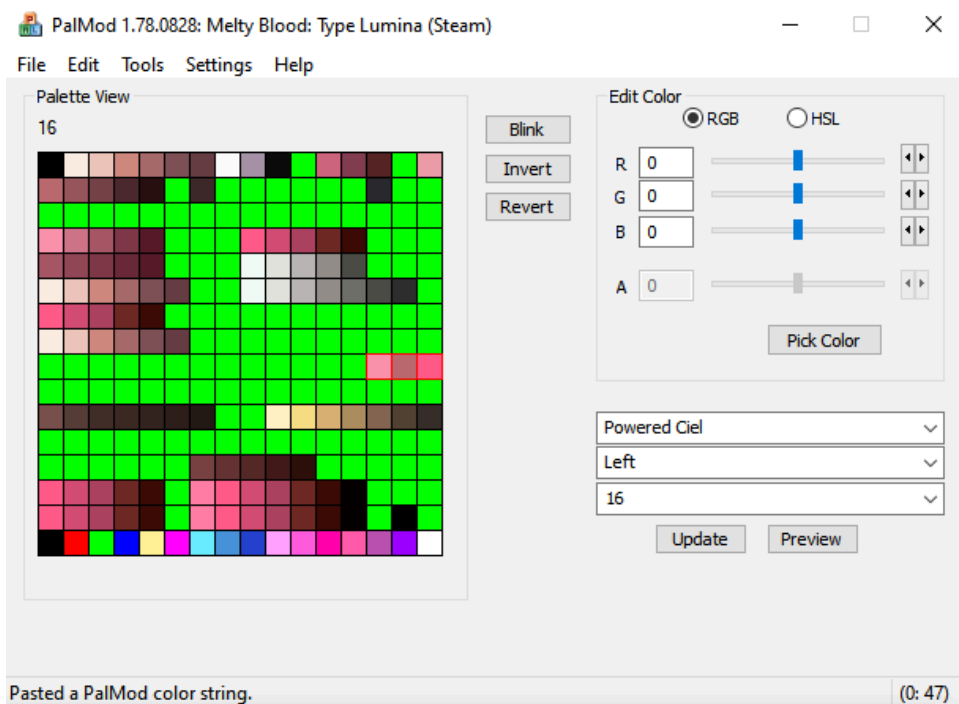 PalMod 1.78.0828: Melty Blood: Type Lumina (Steam)
File Edit Tools Settings Help
Palette View
16
Blink
Invert
Revert
Edit Color
RGB HSL
R 0
G 0
B 0
A 0
Pick Color
Powered Ciel
Left
16
Update Preview
Pasted a PalMod color string. (0: 47)